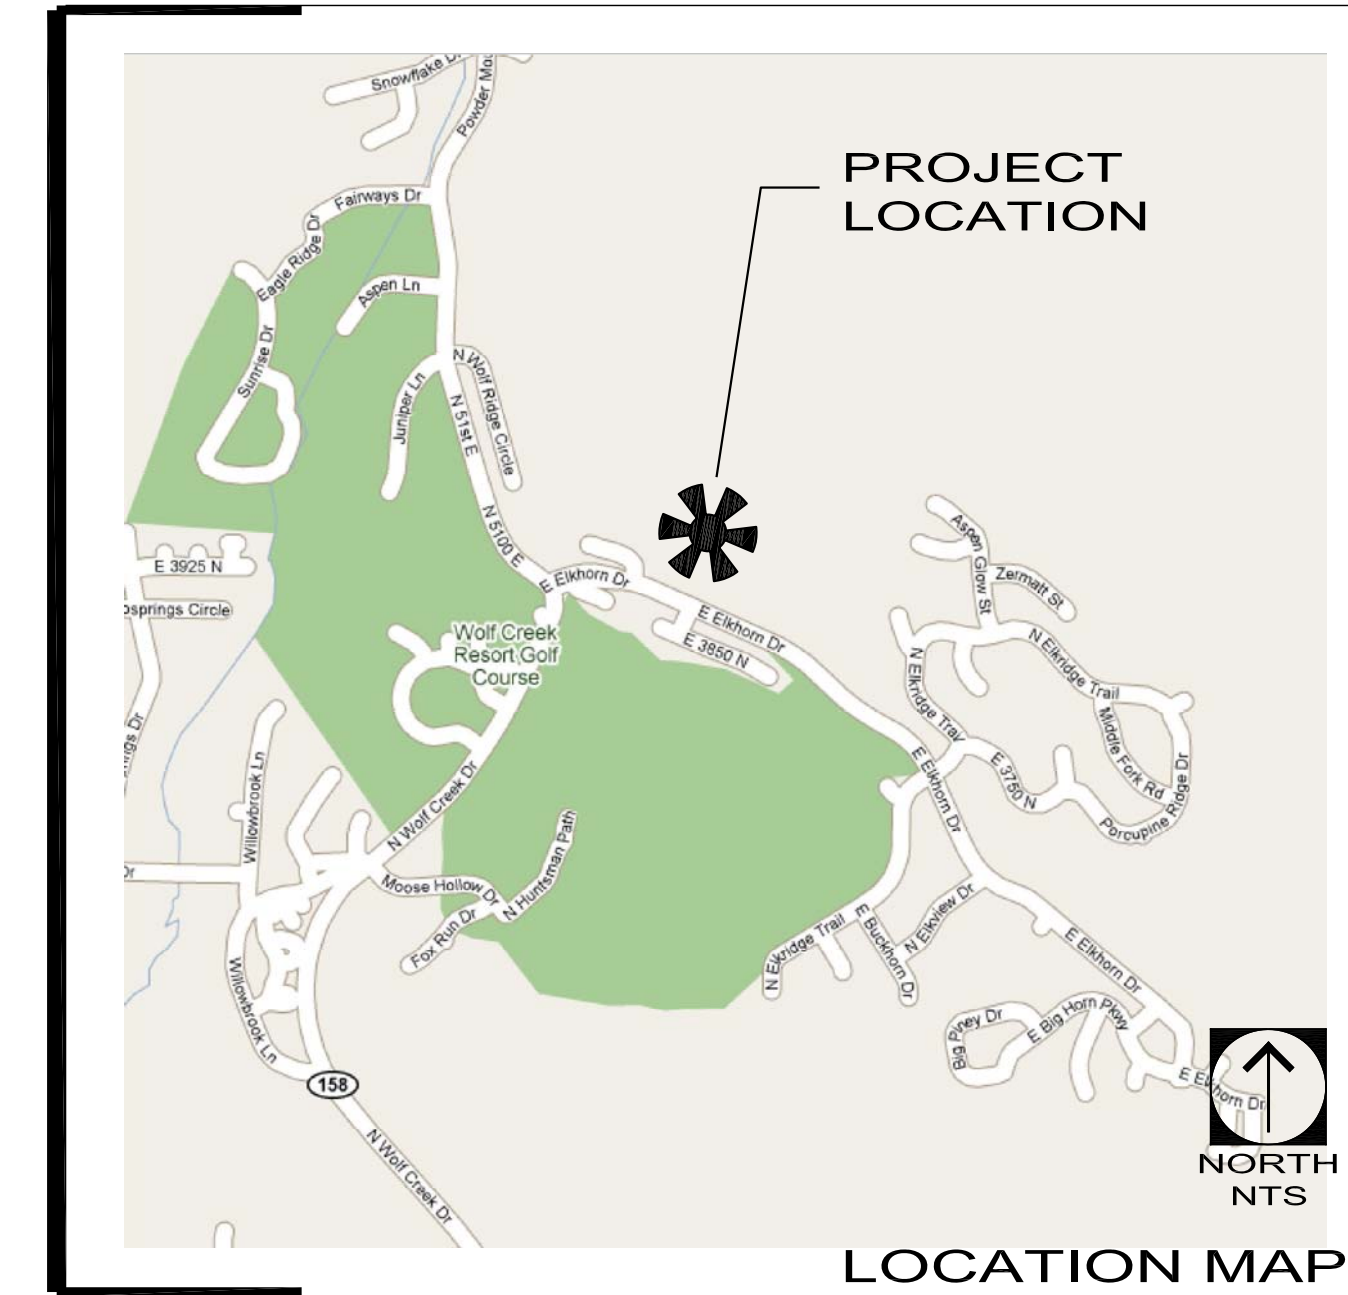 Snowflake D
Powder Mo
PROJECT
LOCATION
Fairways Dr
Eagle Ridge Dr
Aspen Ln
Sunrise Dr
N Wolf Ridge Circle
Juniper Ln
N 51st E
N 5100 E
Aspen Glow St
E 3925 N
E Elkhorn Dr
Zermatt St
osprings Circle
E Elkhorn Dr
Wolf Creek
Resort Golf
Course
E 3850 N
N Elkridge Trail
N Elkridge Trail
ngs Dr
Middle Fork Rd
E Elkhorn Dr
E 3750 N
Porcupine Ridge Dr
Willowbrook Ln
N Wolf Creek Dr
N Huntsman Path
Dr
Moose Hollow Dr
Fox Run Dr
N Elkridge Trail
E Buckhorn Dr
N Elkview Dr
E Elkhorn Dr
Willowbrook Ln
Big Piney Dr
E Big Horn Pkwy
E Elkhorn Dr
158
N Wolf Creek Dr
NORTH
NTS
LOCATION MAP